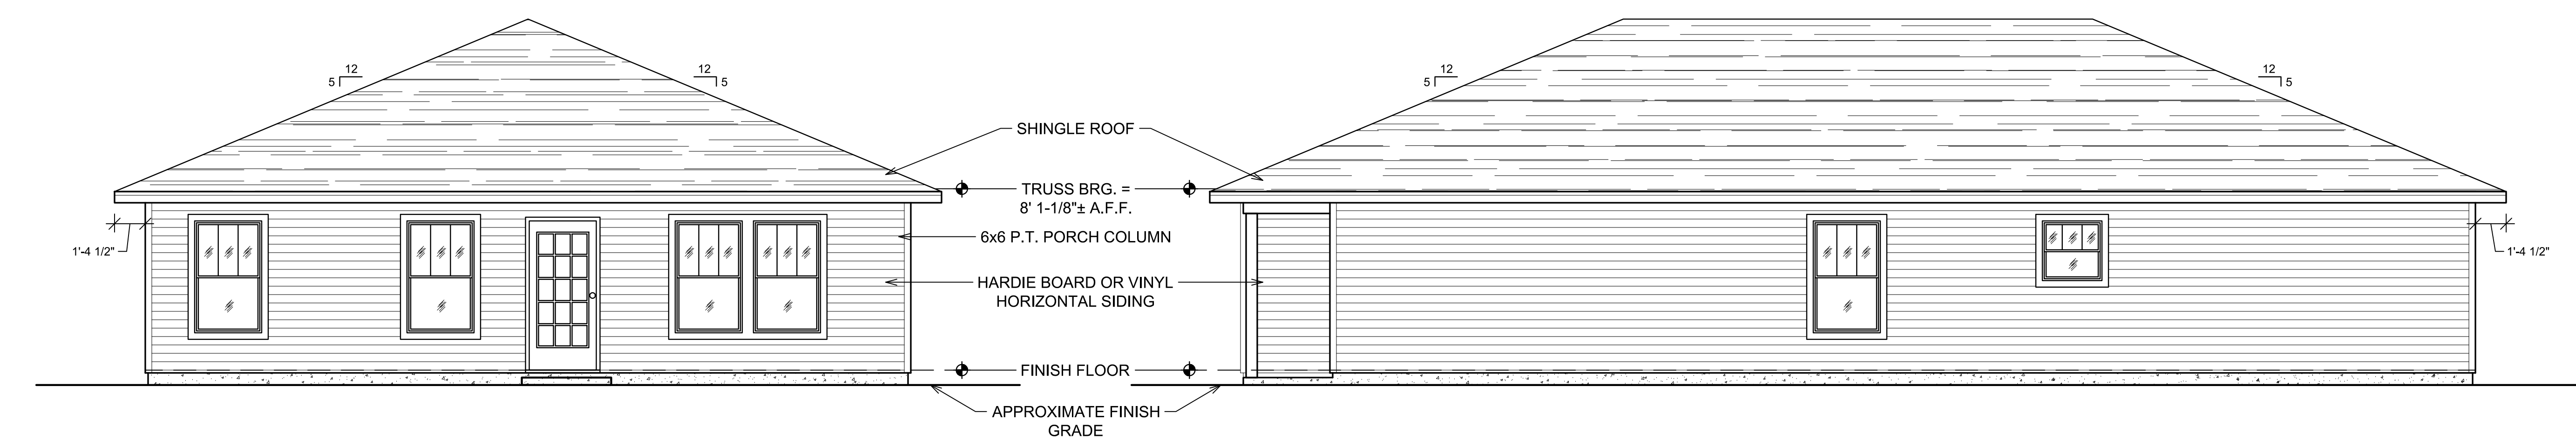 12
5
12
5
12
5
12
5
SHINGLE ROOF
TRUSS BRG. =
8' 1-1/8"± A.F.F.
6x6 P.T. PORCH COLUMN
1'-4 1/2"
1'-4 1/2"
HARDIE BOARD OR VINYL
HORIZONTAL SIDING
FINISH FLOOR
APPROXIMATE FINISH
GRADE